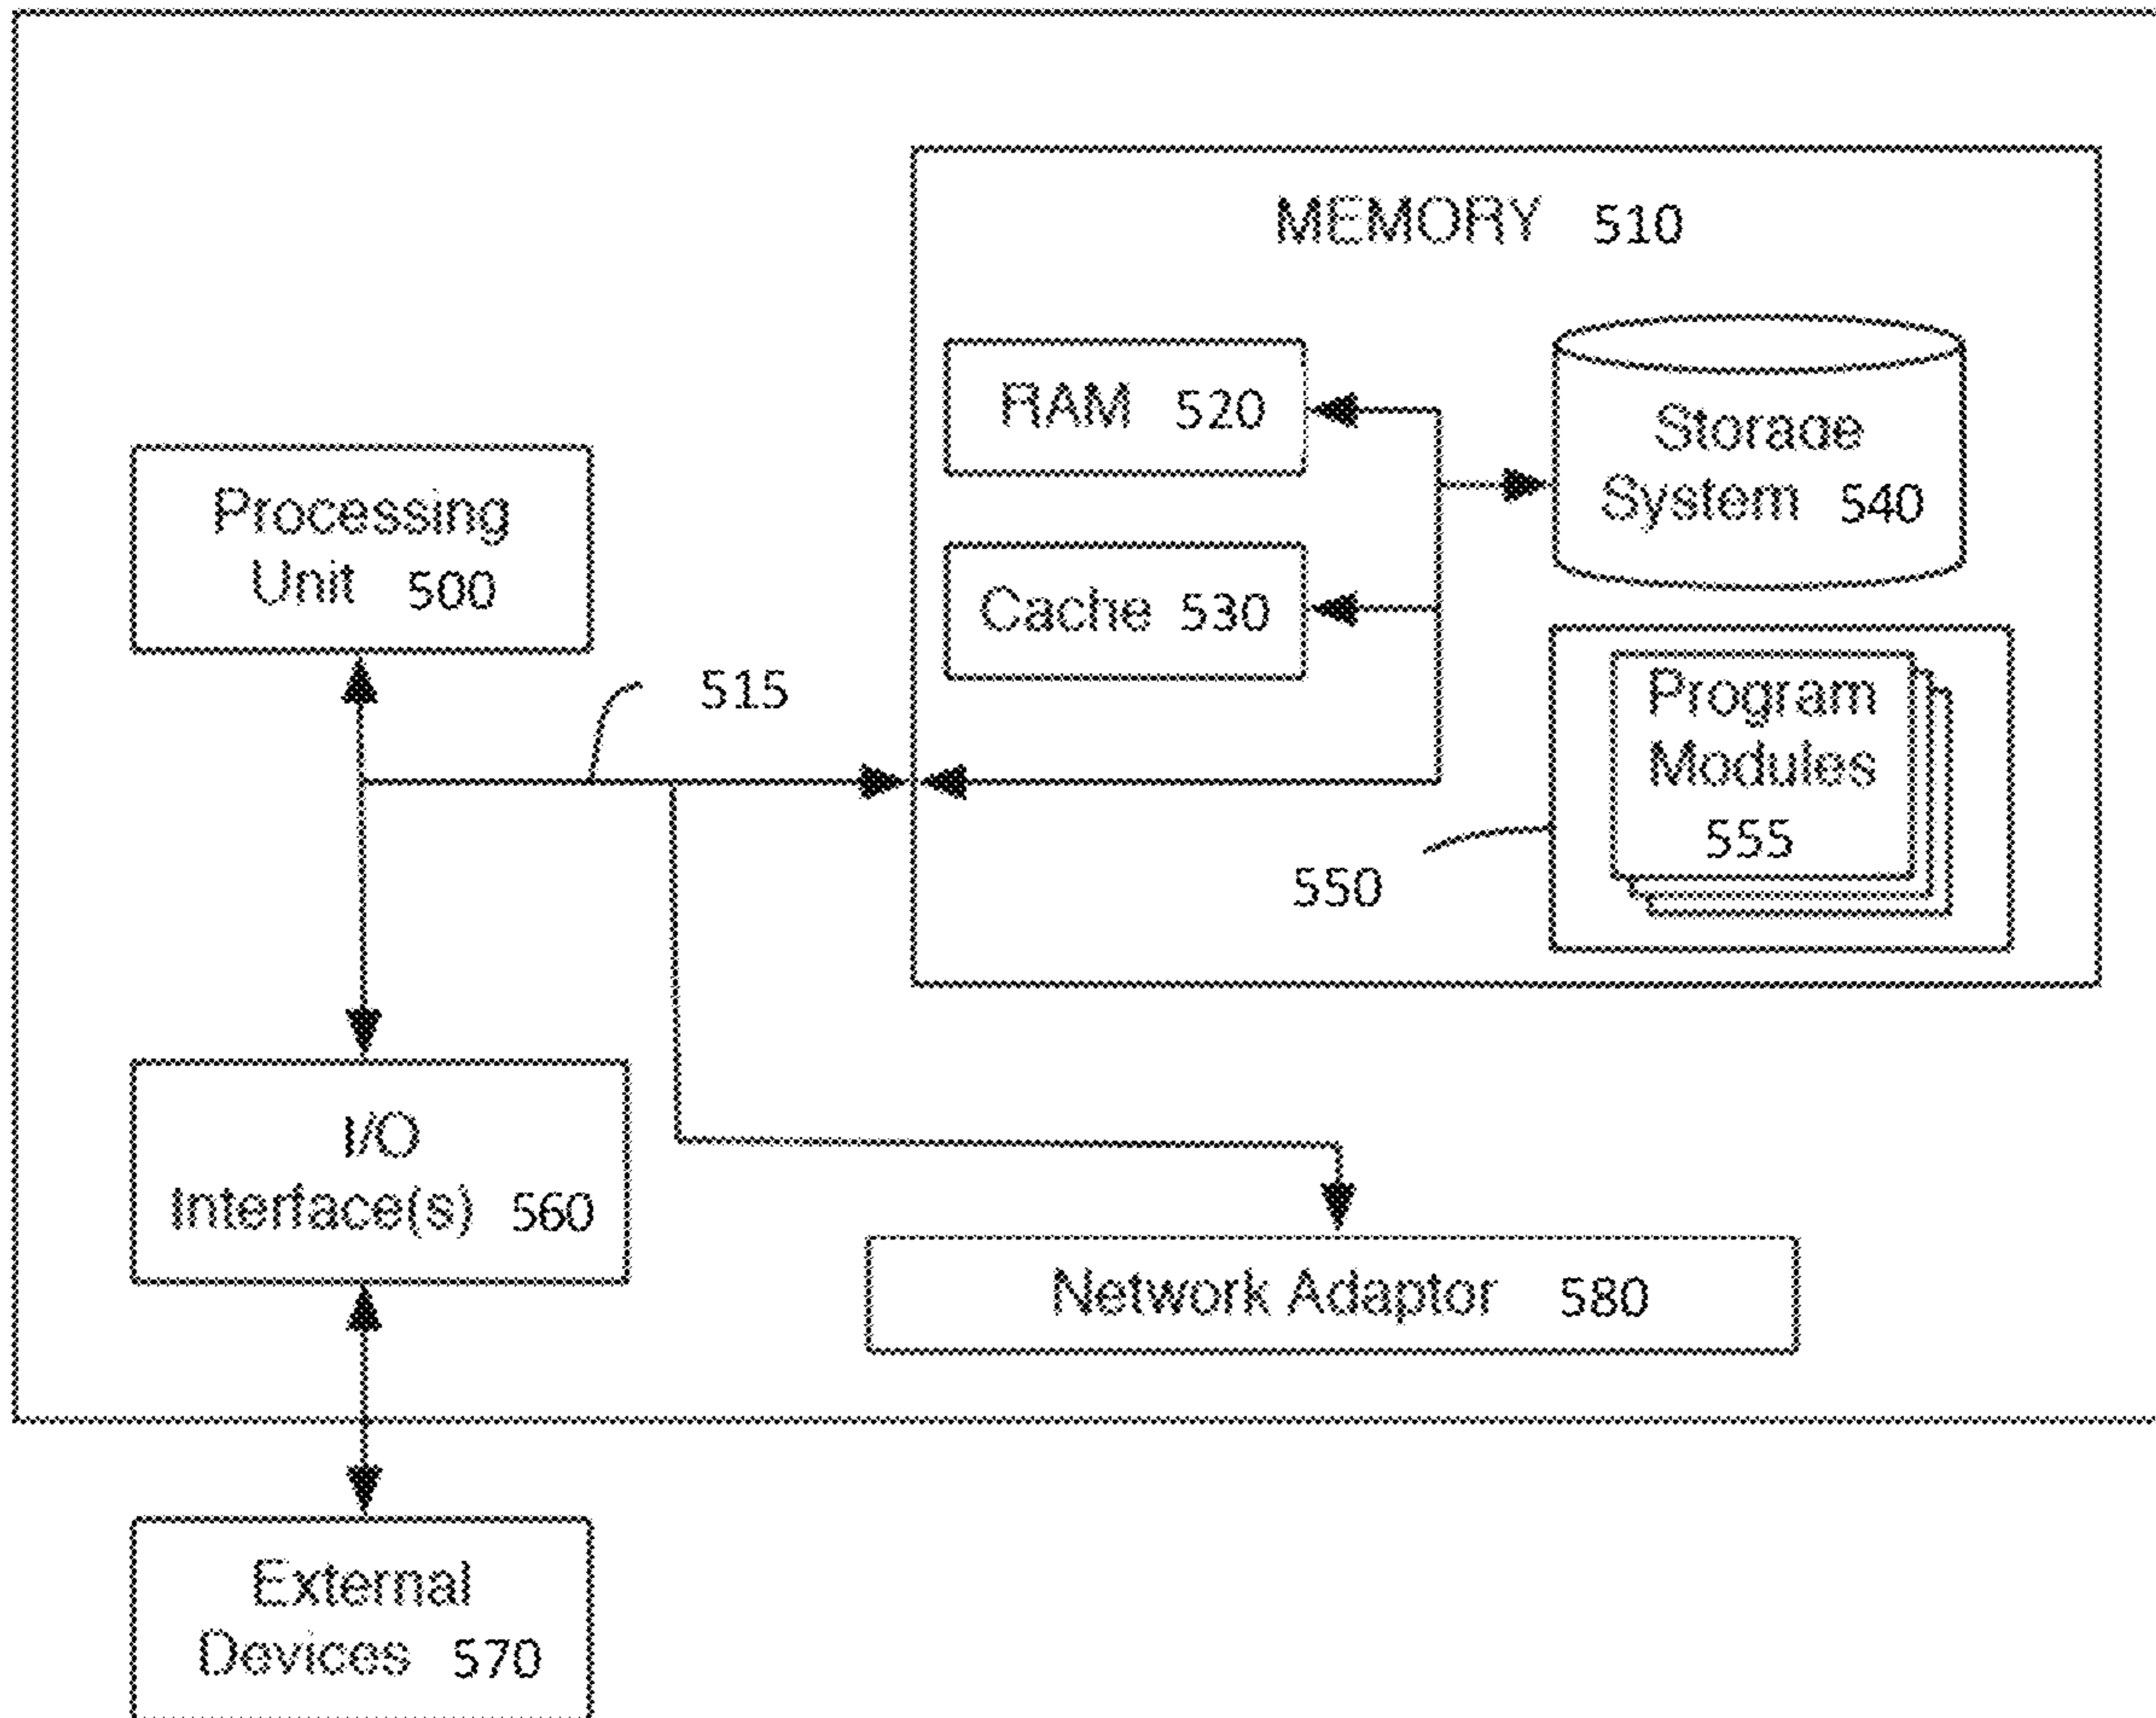 MEMORY 510
RAM 520
Storage
System 540
Processing
Unit 500
Cache 530
515
Program
Modules
555
550
I/O
Interface(s) 560
Network Adaptor 580
External
Devices 570